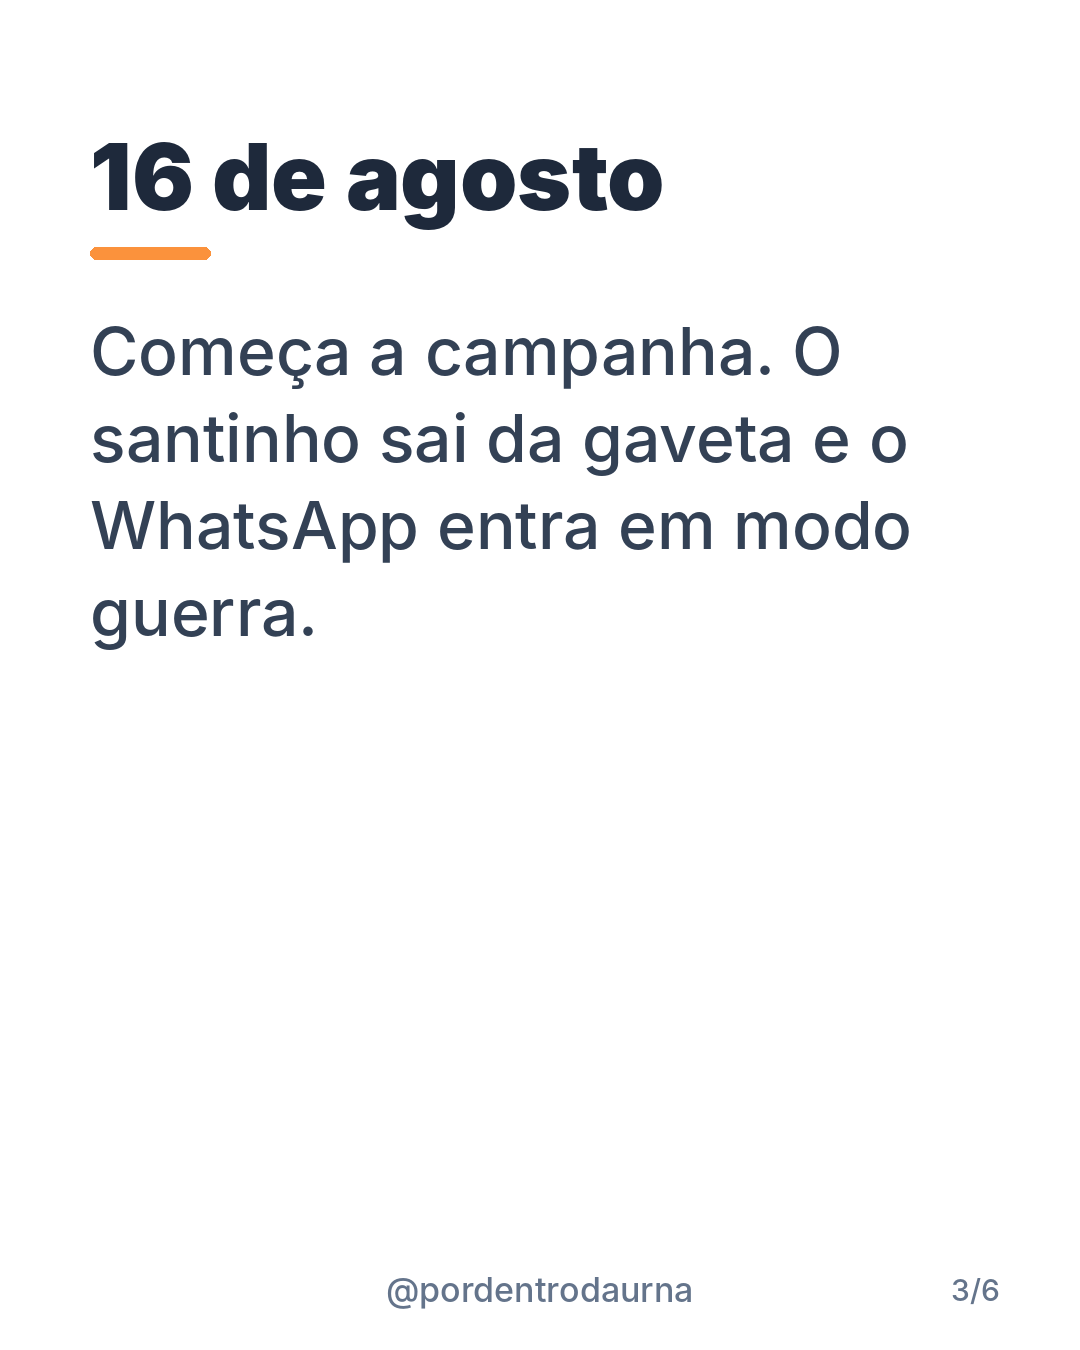 16 de agosto
Começa a campanha. O
santinho sai da gaveta e o
WhatsApp entra em modo
guerra.
@pordentrodaurna
3/6